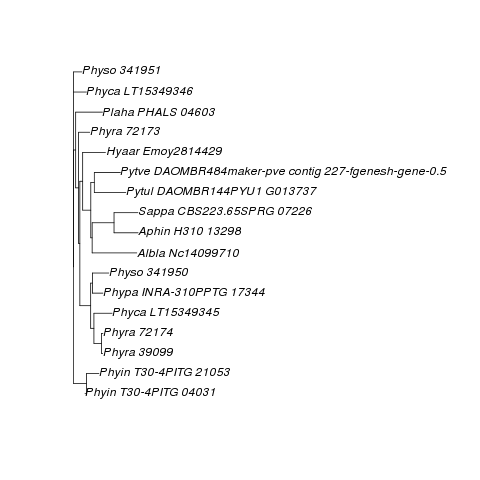 Physo 341951
Phyca LT15349346
Plaha PHALS 04603
Phyra 72173
Hyaar Emoy2814429
Pytve DAOMBR484maker-pve contig 227-fgenesh-gene-0.5
Pytul DAOMBR144PYU1 G013737
Sappa CBS223.65SPRG 07226
Aphin H310 13298
Albla Nc14099710
Physo 341950
Phypa INRA-310PPTG 17344
Phyca LT15349345
Phyra 72174
Phyra 39099
Phyin T30-4PITG 21053
Phyin T30-4PITG 04031